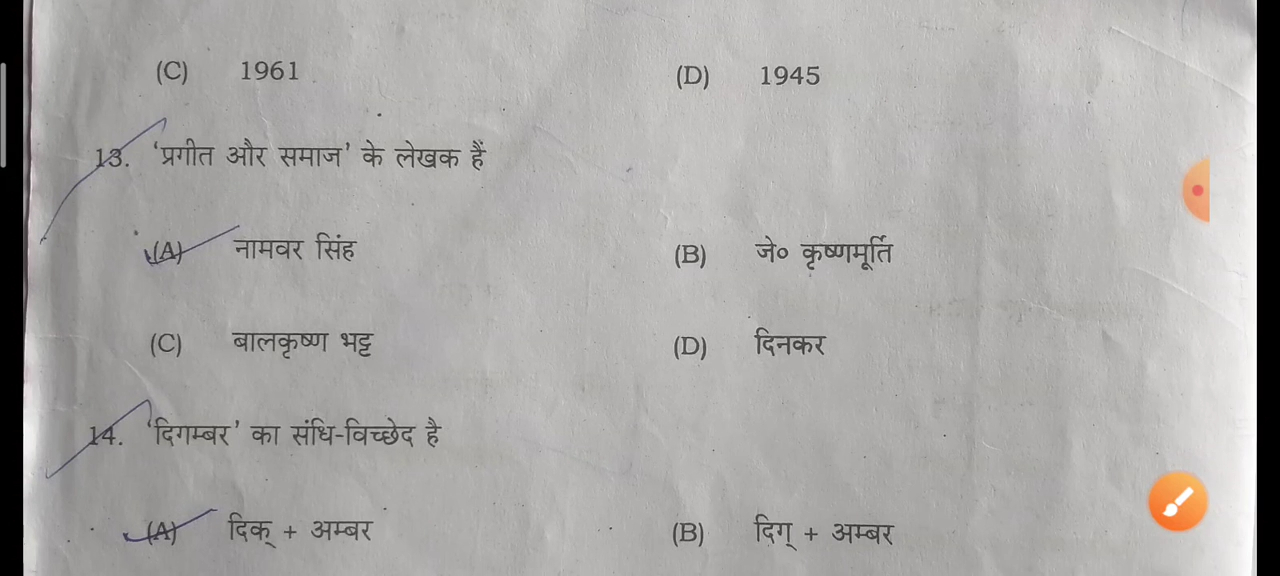 (C) 1961 (D) 1945
13. 'प्रगीत और समाज' के लेखक हैं
(A) नामवर सिंह (B) जे० कृष्णमूर्ति
(C) बालकृष्ण भट्ट (D) दिनकर
14. 'दिगम्बर' का संधि-विच्छेद है
(A) दिक् + अम्बर (B) दिग् + अम्बर